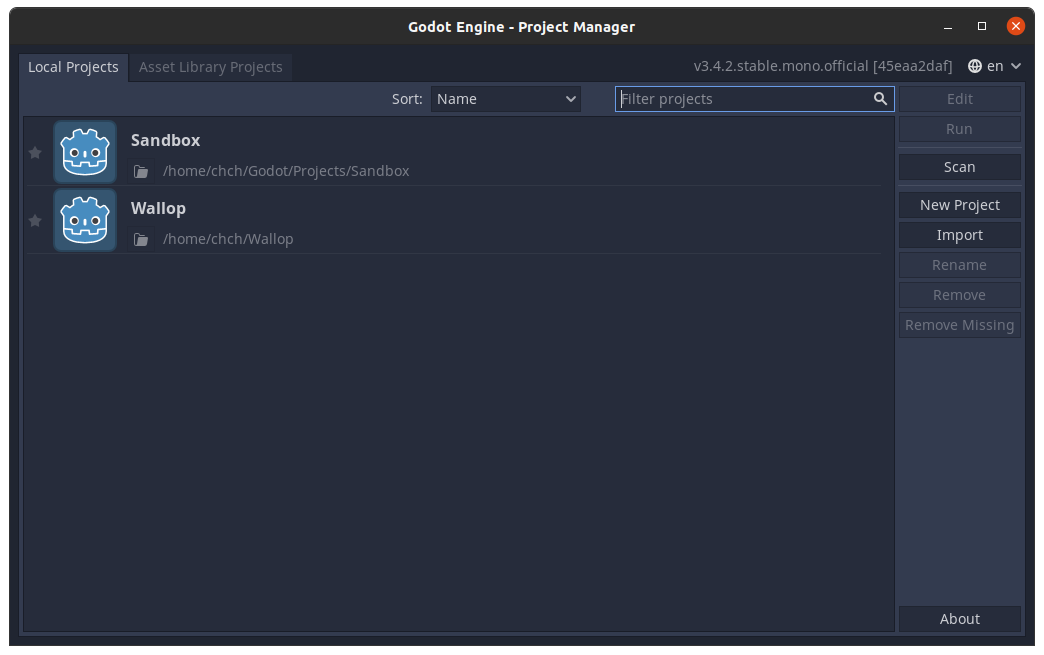 Godot Engine - Project Manager
Local Projects Asset Library Projects v3.4.2.stable.mono.official [45eaa2daf] en
Sort: Name Filter projects Edit
Run
Sandbox
/home/chch/Godot/Projects/Sandbox
Scan
Wallop
/home/chch/Wallop
New Project
Import
Rename
Remove
Remove Missing
About